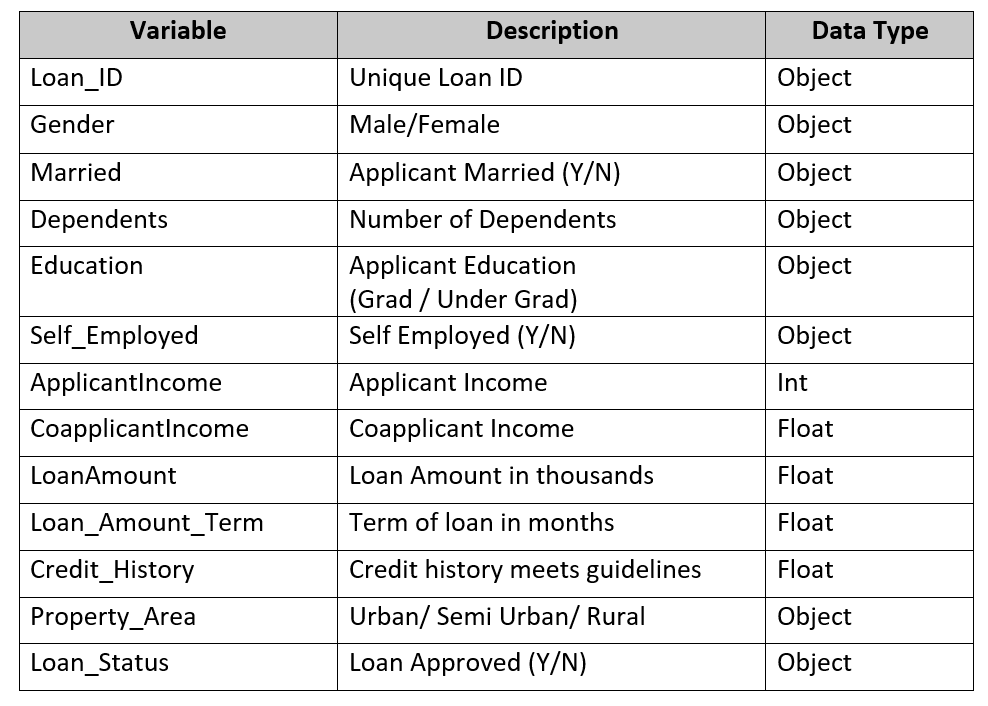 Variable Description Data Type
Loan_ID Unique Loan ID Object
Gender Male/Female Object
Married Applicant Married (Y/N) Object
Dependents Number of Dependents Object
Education Applicant Education Object
(Grad / Under Grad)
Self_Employed Self Employed (Y/N) Object
ApplicantIncome Applicant Income Int
CoapplicantIncome Coapplicant Income Float
LoanAmount Loan Amount in thousands Float
Loan_Amount_Term Term of loan in months Float
Credit_History Credit history meets guidelines Float
Property_Area Urban/ Semi Urban/ Rural Object
Loan_Status Loan Approved (Y/N) Object